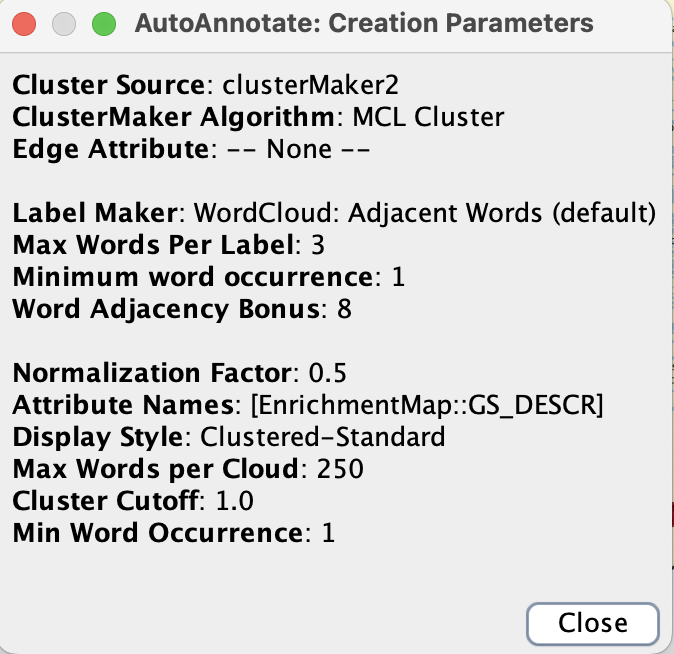 AutoAnnotate: Creation Parameters
Cluster Source: clusterMaker2
ClusterMaker Algorithm: MCL Cluster
Edge Attribute: -- None --
Label Maker: WordCloud: Adjacent Words (default)
Max Words Per Label: 3
Minimum word occurrence: 1
Word Adjacency Bonus: 8
Normalization Factor: 0.5
Attribute Names: [EnrichmentMap::GS_DESCR]
Display Style: Clustered-Standard
Max Words per Cloud: 250
Cluster Cutoff: 1.0
Min Word Occurrence: 1
Close